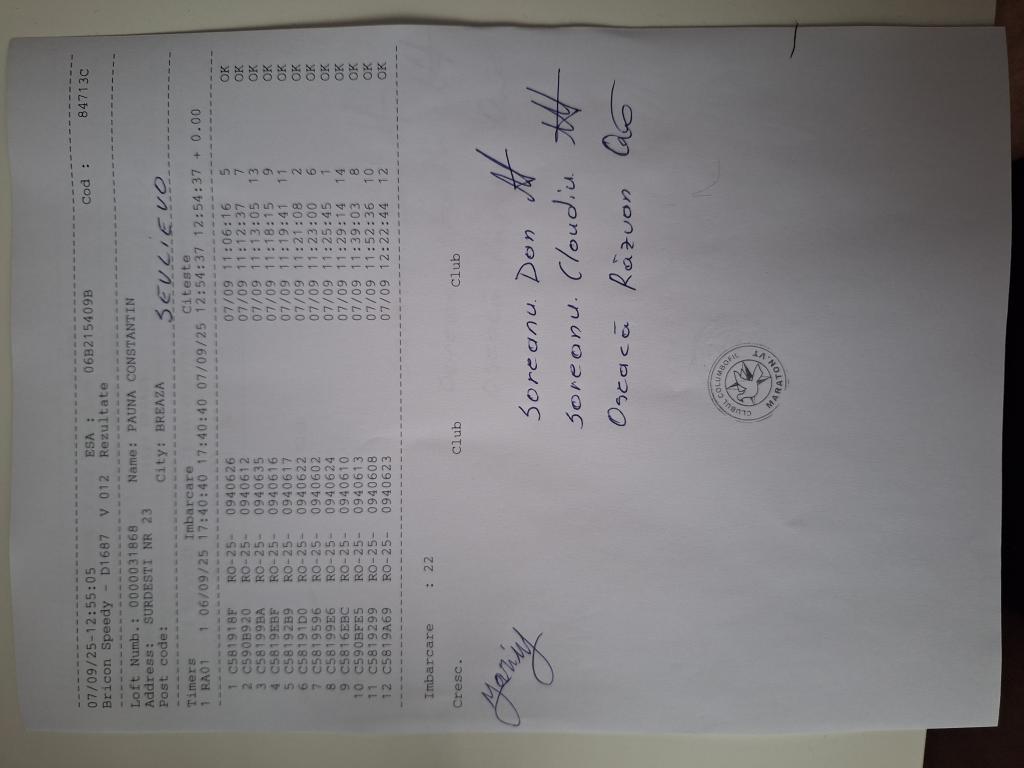 07/09/25-12:55:05 ESA : 06B215409B Cod : 84713C
Bricon Speedy - D1687 V 012 Rezultate
Loft Numb.: 0000031868 Name: PAUNA CONSTANTIN
Address: SURDESTI NR 23
Post code: City: BREAZA SEVLIEVO
Timers Imbarcare Citeste
1 RA01 1 06/09/25 17:40:40 17:40:40 07/09/25 12:54:37 12:54:37 + 0.00
1 C581918F RO-25- 0940626 07/09 11:06:16 5 OK
2 C590B920 RO-25- 0940612 07/09 11:12:37 7 OK
3 C58199BA RO-25- 0940635 07/09 11:13:05 13 OK
4 C5819EBF RO-25- 0940616 07/09 11:18:15 9 OK
5 C58192B9 RO-25- 0940617 07/09 11:19:41 11 OK
6 C58191D0 RO-25- 0940622 07/09 11:21:08 2 OK
7 C5819596 RO-25- 0940602 07/09 11:23:00 6 OK
8 C58199E6 RO-25- 0940624 07/09 11:25:45 1 OK
9 C5816EBC RO-25- 0940610 07/09 11:29:14 14 OK
10 C590BFE5 RO-25- 0940613 07/09 11:39:03 8 OK
11 C5819299 RO-25- 0940608 07/09 11:52:36 10 OK
12 C5819A69 RO-25- 0940623 07/09 12:22:44 12 OK
Imbarcare : 22
Cresc. Club Club
Soreanu Dan
Soreanu Claudiu
Oseacă Răzvan
CLUBUL COLUMBOFIL
MARATON.VT